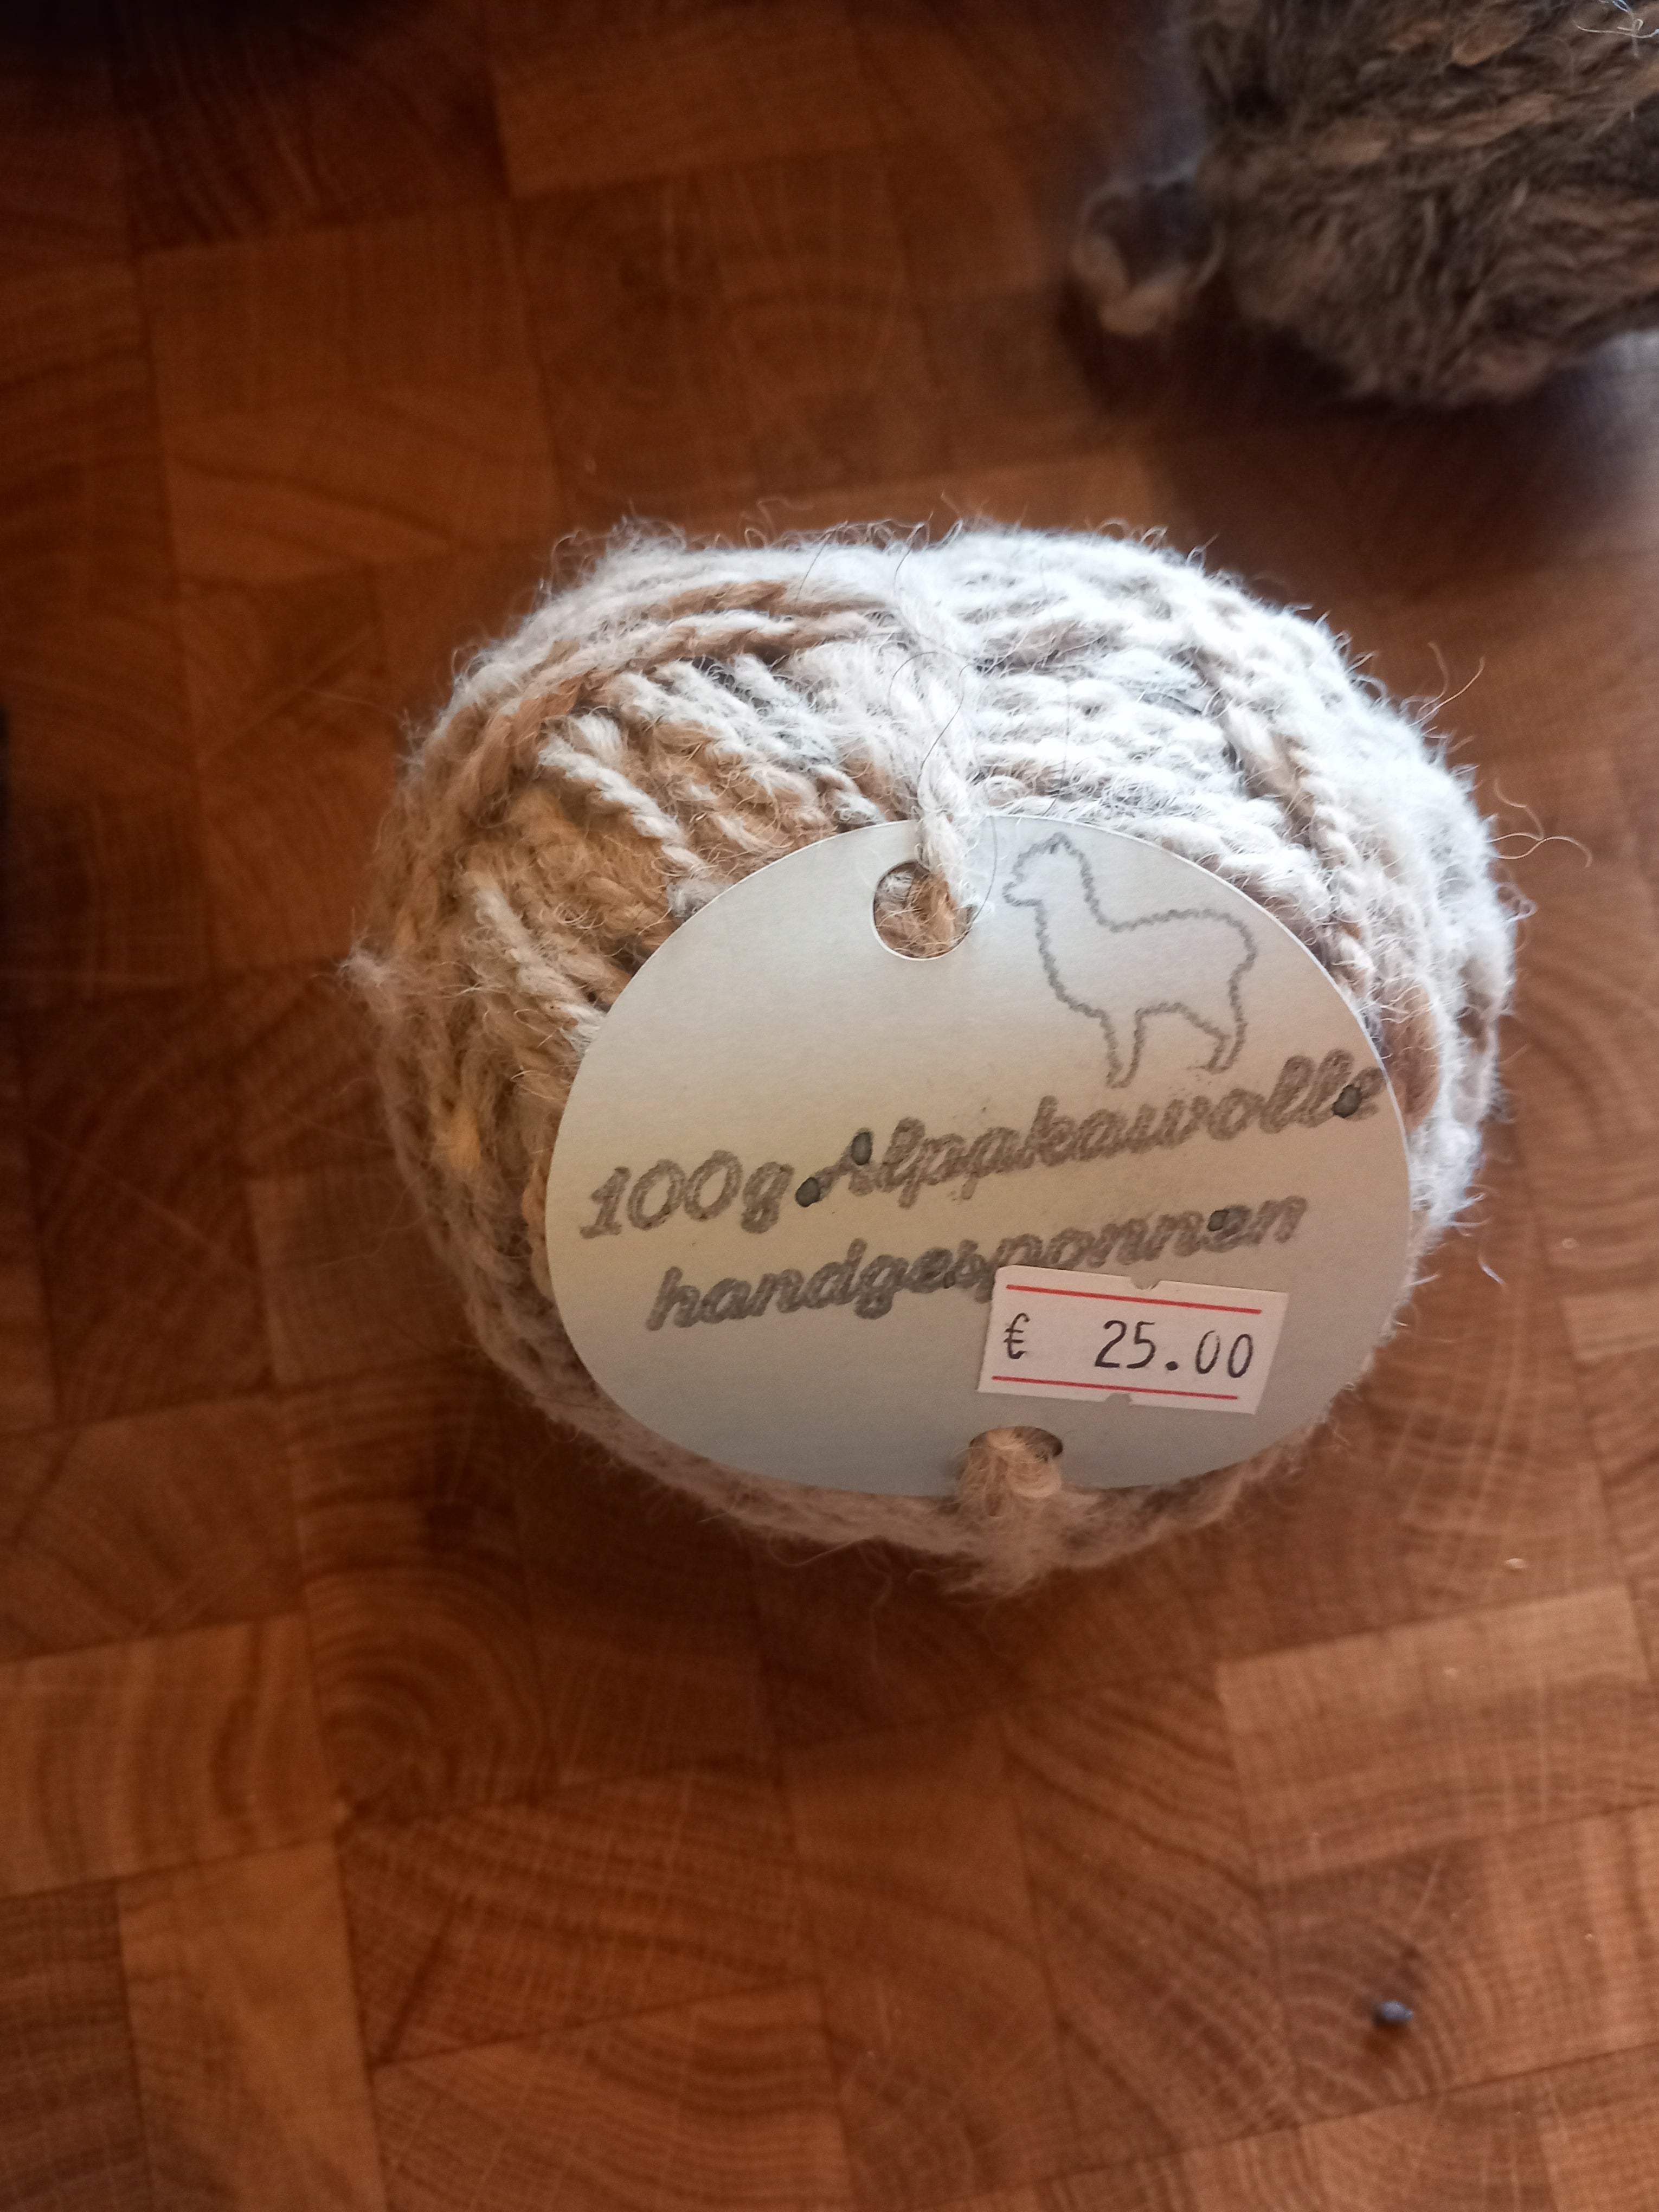 100g Alpakawolle
handgesponnen
€ 25.00